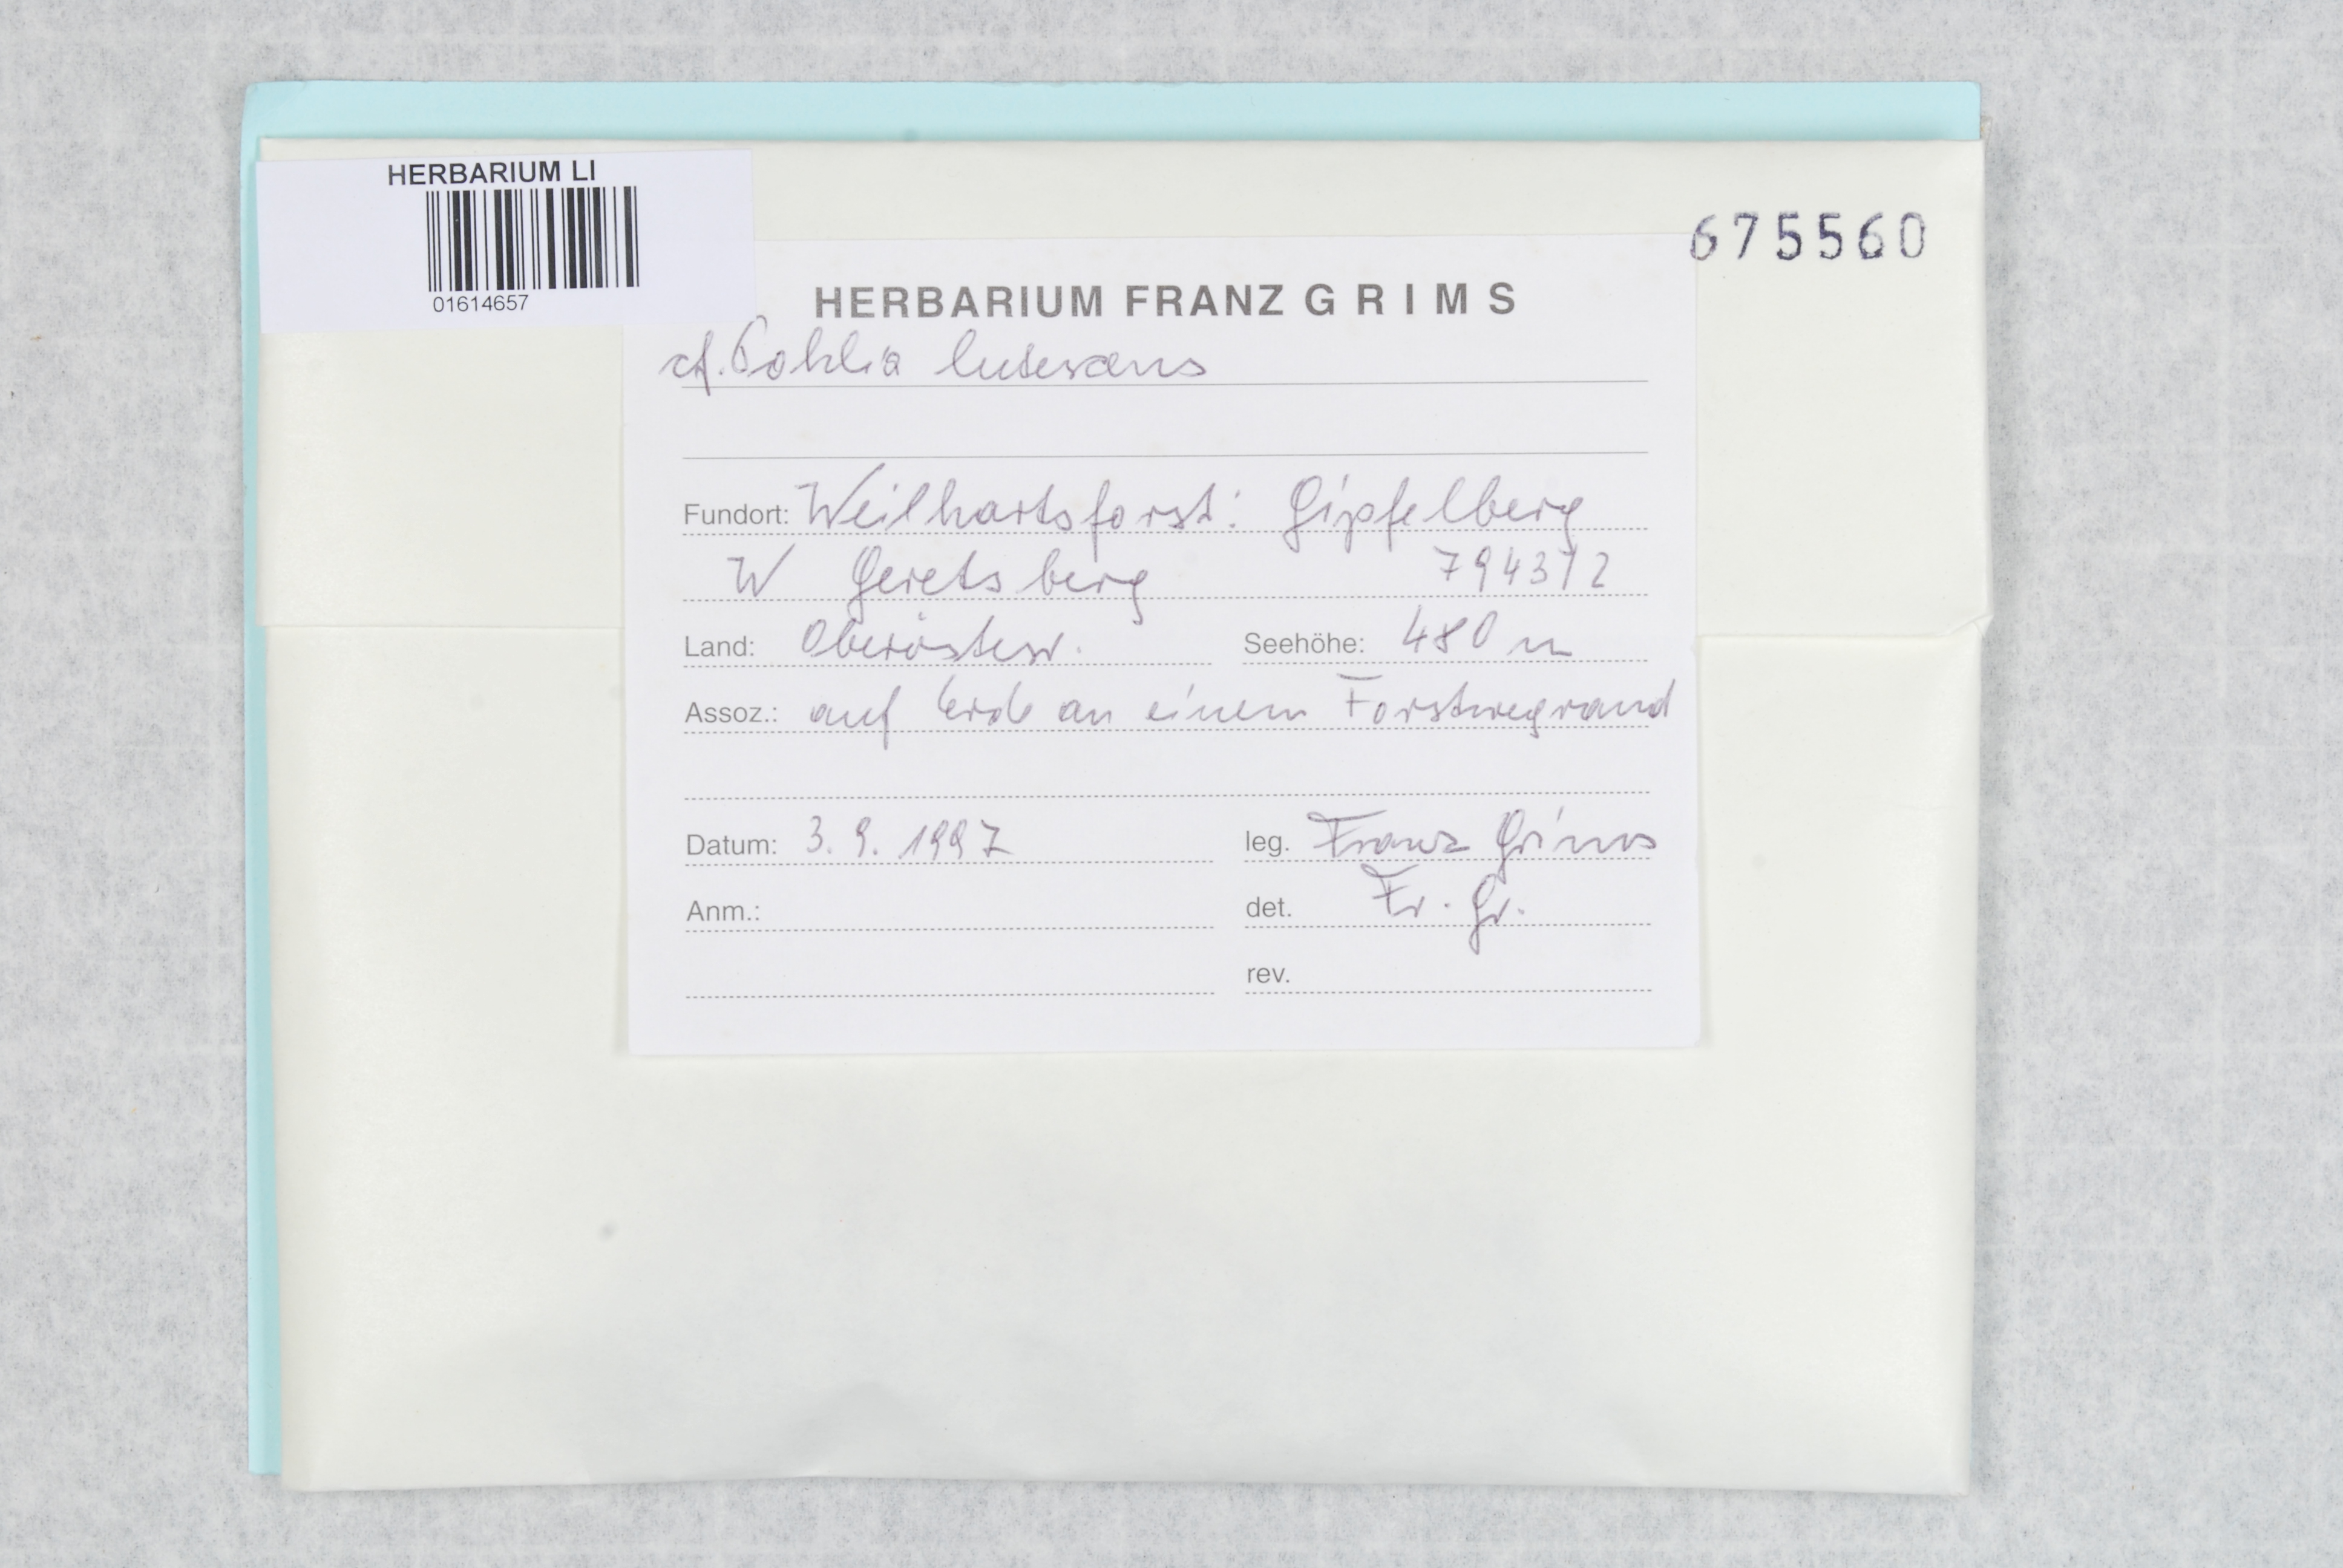 HERBARIUM LI
01614657
675560
HERBARIUM FRANZ G R I M S
cf. Pohlia lutescens
Fundort: Weilhartsforst: Gipfelberg
W Geretsberg 7943/2
Land: Oberösterr. Seehöhe: 480 m
Assoz.: auf Erde an einem Forstwegrand
Datum: 3. 9. 1997 leg. Franz Grims
Anm.: det. Fr. Gr.
rev.